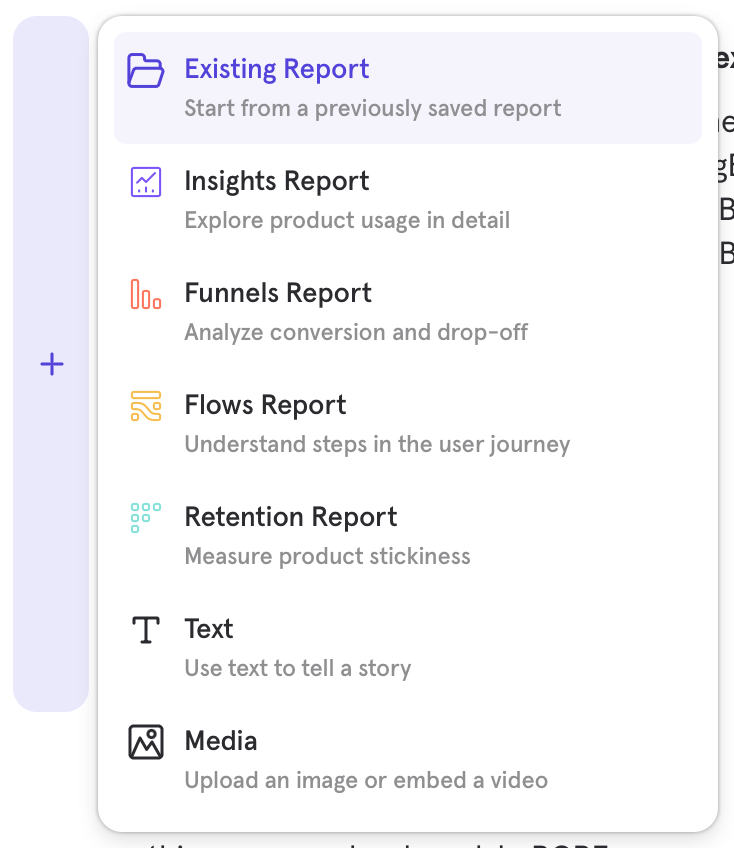 Existing Report
Start from a previously saved report
Insights Report
Explore product usage in detail
Funnels Report
Analyze conversion and drop-off
Flows Report
Understand steps in the user journey
Retention Report
Measure product stickiness
Text
Use text to tell a story
Media
Upload an image or embed a video